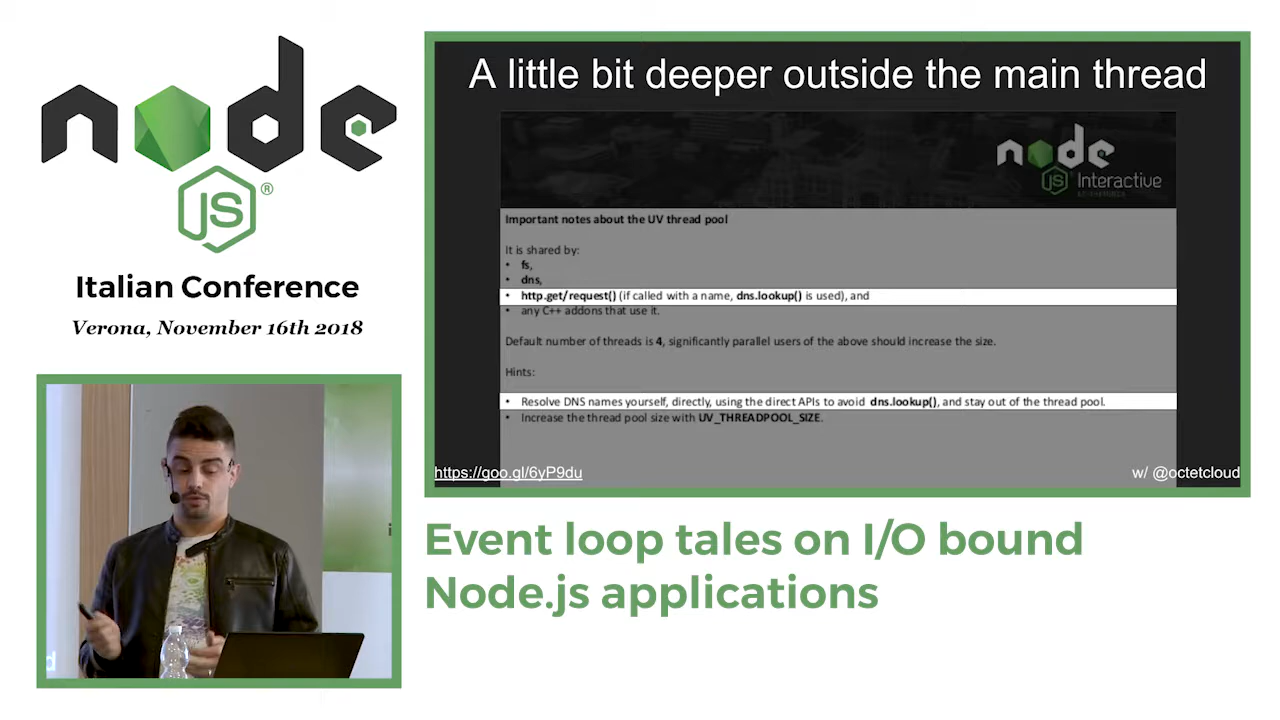 node
JS ®
Italian Conference
Verona, November 16th 2018
A little bit deeper outside the main thread
node
JS Interactive
Important notes about the UV thread pool
It is shared by:
• fs,
• dns,
• http.get/request() (if called with a name, dns.lookup() is used), and
• any C++ addons that use it.
Default number of threads is 4, significantly parallel users of the above should increase the size.
Hints:
• Resolve DNS names yourself, directly, using the direct APIs to avoid dns.lookup(), and stay out of the thread pool.
• Increase the thread pool size with UV_THREADPOOL_SIZE.
https://goo.gl/6yP9du
w/ @octetcloud
Event loop tales on I/O bound
Node.js applications